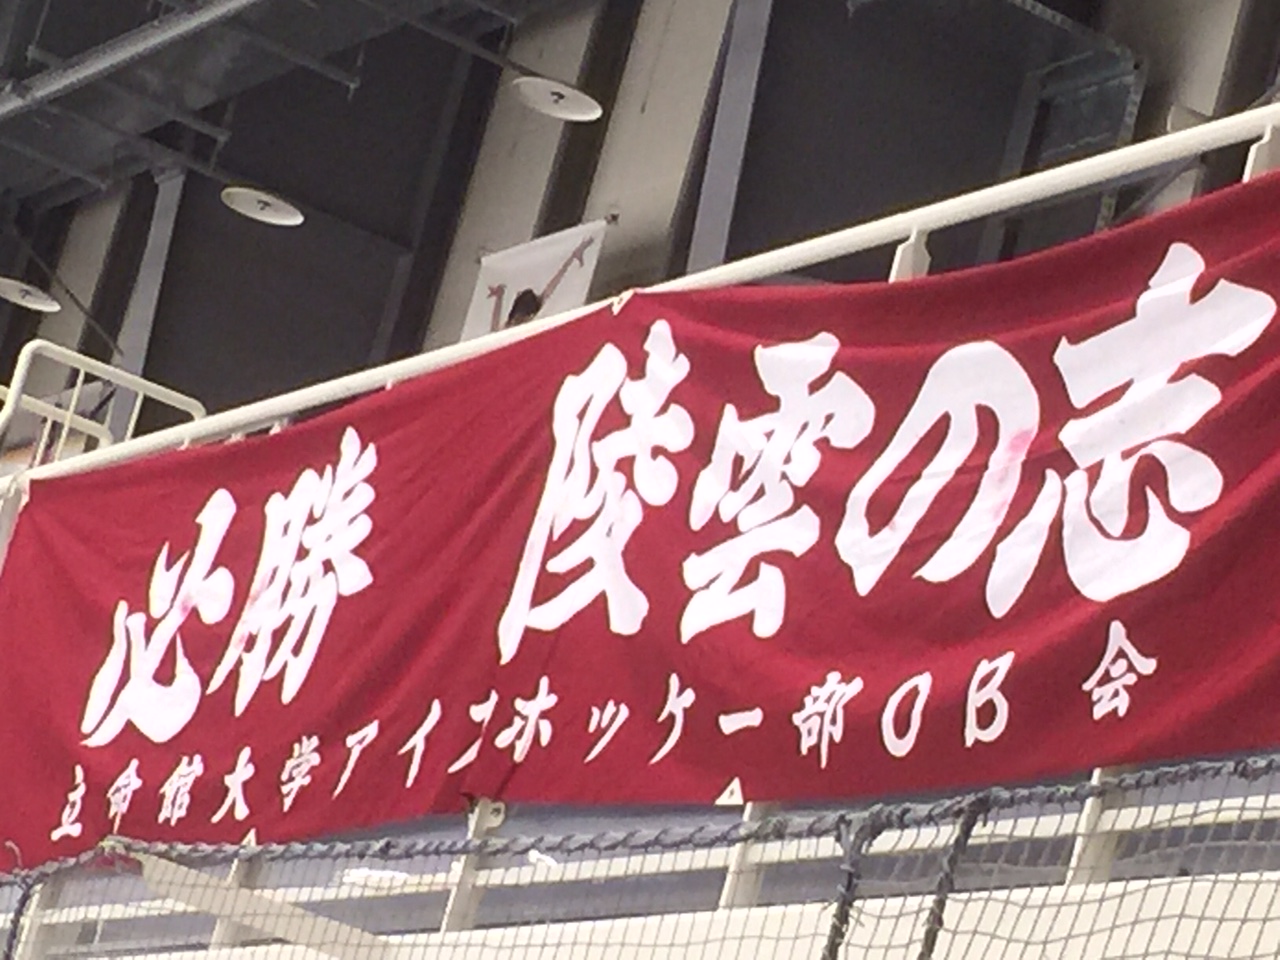 必勝 陵雲の志
立命館大学アイスホッケー部OB会